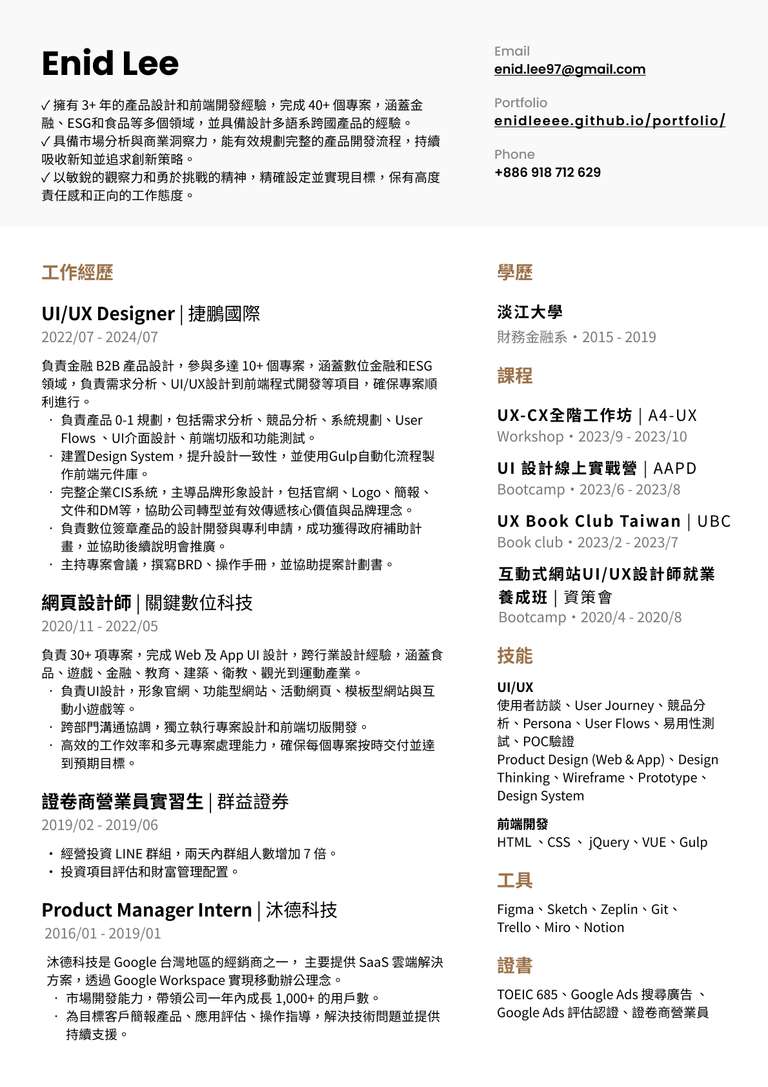 Enid Lee
✓ 擁有 3+ 年的產品設計和前端開發經驗，完成 40+ 個專案，涵蓋金
融、ESG和食品等多個領域，並具備設計多語系跨國產品的經驗。
✓ 具備市場分析與商業洞察力，能有效規劃完整的產品開發流程，持續
吸收新知並追求創新策略。
✓ 以敏銳的觀察力和勇於挑戰的精神，精確設定並實現目標，保有高度
責任感和正向的工作態度。
Email
enid.lee97@gmail.com
Portfolio
enidleeee.github.io/portfolio/
Phone
+886 918 712 629
工作經歷
UI/UX Designer | 捷鵬國際
2022/07 - 2024/07
負責金融 B2B 產品設計，參與多達 10+ 個專案，涵蓋數位金融和ESG
領域，負責需求分析、UI/UX設計到前端程式開發等項目，確保專案順
利進行。
· 負責產品 0-1 規劃，包括需求分析、競品分析、系統規劃、User
Flows 、UI介面設計、前端切版和功能測試。
· 建置Design System，提升設計一致性，並使用Gulp自動化流程製
作前端元件庫。
· 完整企業CIS系統，主導品牌形象設計，包括官網、Logo、簡報、
文件和DM等，協助公司轉型並有效傳遞核心價值與品牌理念。
· 負責數位簽章產品的設計開發與專利申請，成功獲得政府補助計
畫，並協助後續說明會推廣。
· 主持專案會議，撰寫BRD、操作手冊，並協助提案計劃書。
網頁設計師 | 關鍵數位科技
2020/11 - 2022/05
負責 30+ 項專案，完成 Web 及 App UI 設計，跨行業設計經驗，涵蓋食
品、遊戲、金融、教育、建築、衛教、觀光到運動產業。
· 負責UI設計，形象官網、功能型網站、活動網頁、模板型網站與互
動小遊戲等。
· 跨部門溝通協調，獨立執行專案設計和前端切版開發。
· 高效的工作效率和多元專案處理能力，確保每個專案按時交付並達
到預期目標。
證卷商營業員實習生 | 群益證券
2019/02 - 2019/06
• 經營投資 LINE 群組，兩天內群組人數增加 7 倍。
• 投資項目評估和財富管理配置。
Product Manager Intern | 沐德科技
2016/01 - 2019/01
沐德科技是 Google 台灣地區的經銷商之一， 主要提供 SaaS 雲端解決
方案，透過 Google Workspace 實現移動辦公理念。
· 市場開發能力，帶領公司一年內成長 1,000+ 的用戶數。
· 為目標客戶簡報產品、應用評估、操作指導，解決技術問題並提供
持續支援。
學歷
淡江大學
財務金融系・2015 - 2019
課程
UX-CX全階工作坊 | A4-UX
Workshop・2023/9 - 2023/10
UI 設計線上實戰營 | AAPD
Bootcamp・2023/6 - 2023/8
UX Book Club Taiwan | UBC
Book club・2023/2 - 2023/7
互動式網站UI/UX設計師就業
養成班 | 資策會
Bootcamp・2020/4 - 2020/8
技能
UI/UX
使用者訪談、User Journey、競品分
析、Persona、User Flows、易用性測
試、POC驗證
Product Design (Web & App)、Design
Thinking、Wireframe、Prototype、
Design System
前端開發
HTML 、CSS 、 jQuery、VUE、Gulp
工具
Figma、Sketch、Zeplin、Git、
Trello、Miro、Notion
證書
TOEIC 685、Google Ads 搜尋廣告 、
Google Ads 評估認證、證卷商營業員